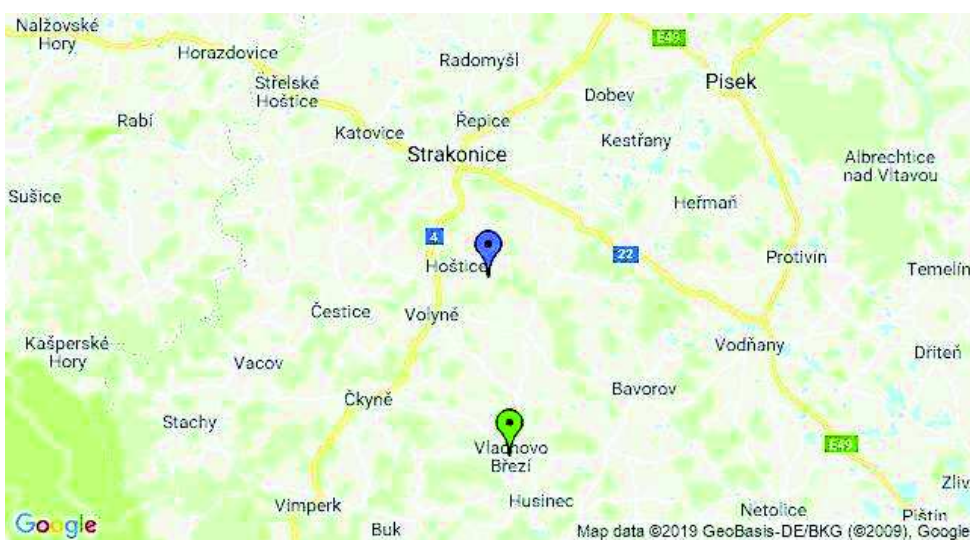 Nalžovské
Hory
Horazdovice
Střelské
Hoštice
Rabí
Sušice
Katovice
Radomyšl
Řepice
Strakonice
Dobev
Kestřany
E49
Pisek
Albrechtice
nad Vltavou
Heřmaň
4
22
Hoštice
Protivín
Temelín
Čestice
Volyně
Kašperské
Hory
Vacov
Vodňany
Dříteň
Čkyně
Bavorov
Stachy
Vlachovo
Březí
E49
Zliv
Vimperk
Husinec
Netolice
Pištín
Google
Buk
Map data ©2019 GeoBasis-DE/BKG (©2009), Google